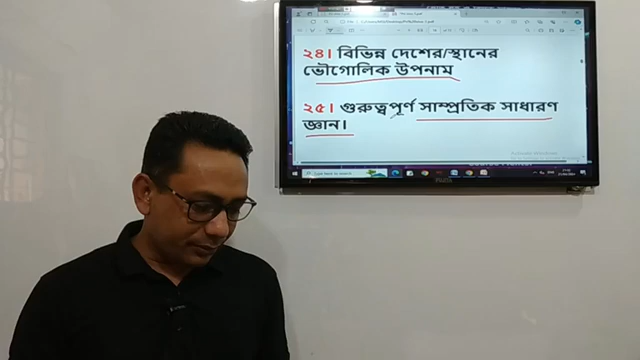 ২৪। বিভিন্ন দেশের/স্থানের
ভৌগোলিক উপনাম
২৫। গুরুত্বপূর্ণ সাম্প্রতিক সাধারণ
জ্ঞান।